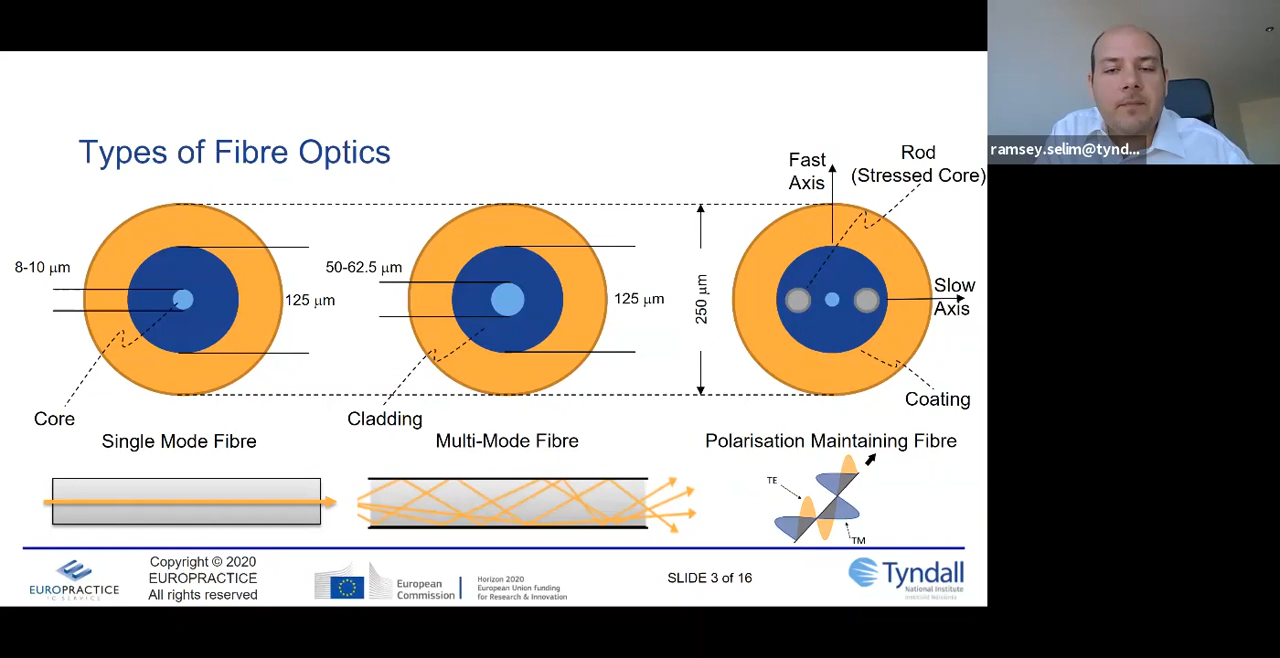 ramsey.selim@tynd...
Types of Fibre Optics
8-10 μm
125 μm
Core
Single Mode Fibre
50-62.5 μm
125 μm
Cladding
Multi-Mode Fibre
250 μm
Fast
Axis
Rod
(Stressed Core)
Slow
Axis
Coating
Polarisation Maintaining Fibre
TE
TM
EUROPRACTICE
IC SERVICE
Copyright © 2020
EUROPRACTICE
All rights reserved
European
Commission
Horizon 2020
European Union funding
for Research & Innovation
SLIDE 3 of 16
Tyndall
National Institute